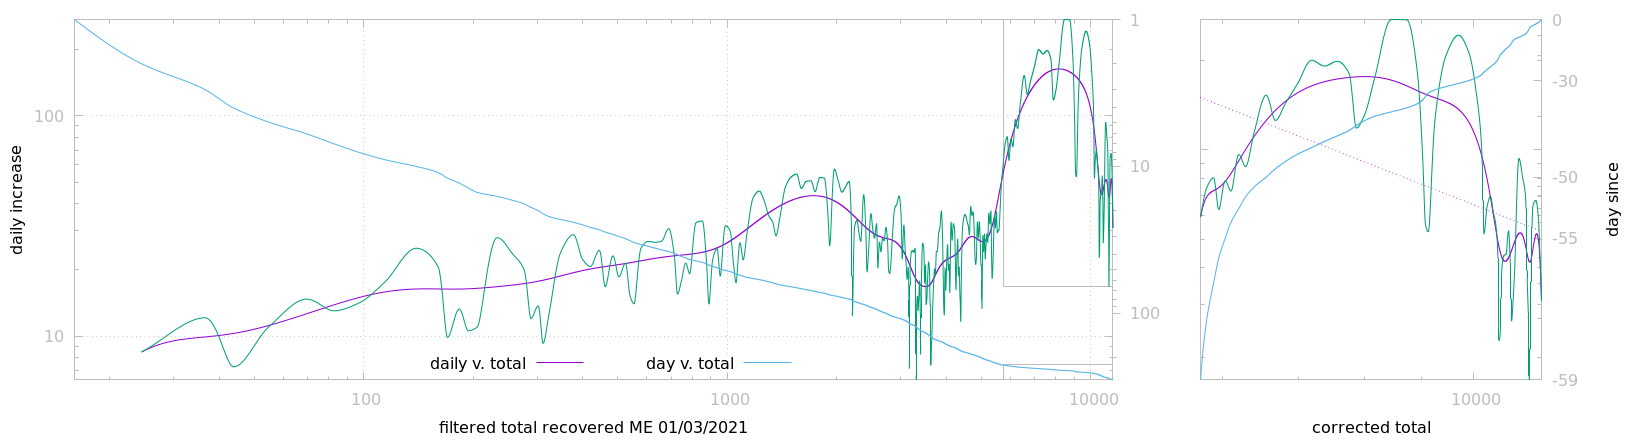 daily increase
100
10
100
1000
10000
1
10
100
daily v. total
day v. total
filtered total recovered ME 01/03/2021
0
-30
-50
-55
-59
10000
day since
corrected total